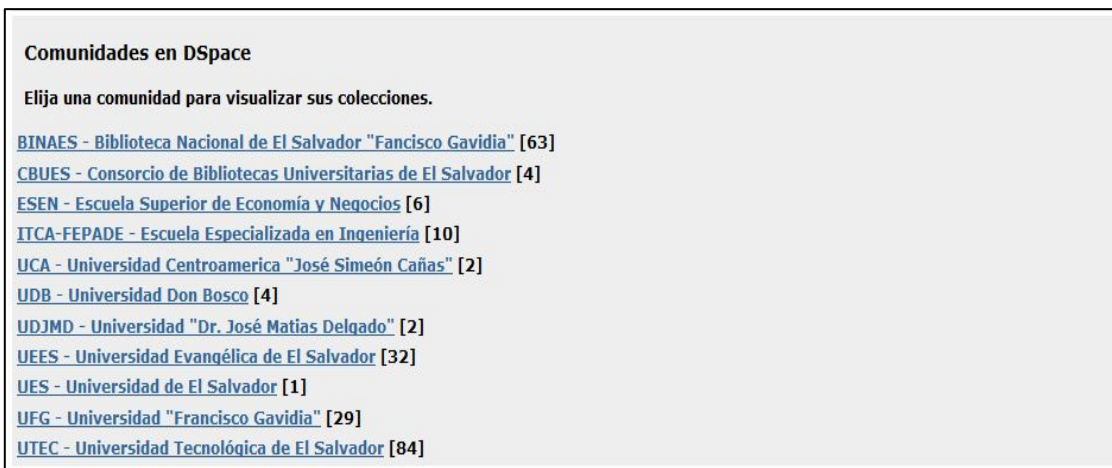 Comunidades en DSpace
Elija una comunidad para visualizar sus colecciones.
BINAES - Biblioteca Nacional de El Salvador "Fancisco Gavidia" [63]
CBUES - Consorcio de Bibliotecas Universitarias de El Salvador [4]
ESEN - Escuela Superior de Economía y Negocios [6]
ITCA-FEPADE - Escuela Especializada en Ingeniería [10]
UCA - Universidad Centroamerica "José Simeón Cañas" [2]
UDB - Universidad Don Bosco [4]
UDJMD - Universidad "Dr. José Matias Delgado" [2]
UEES - Universidad Evangélica de El Salvador [32]
UES - Universidad de El Salvador [1]
UFG - Universidad "Francisco Gavidia" [29]
UTEC - Universidad Tecnológica de El Salvador [84]